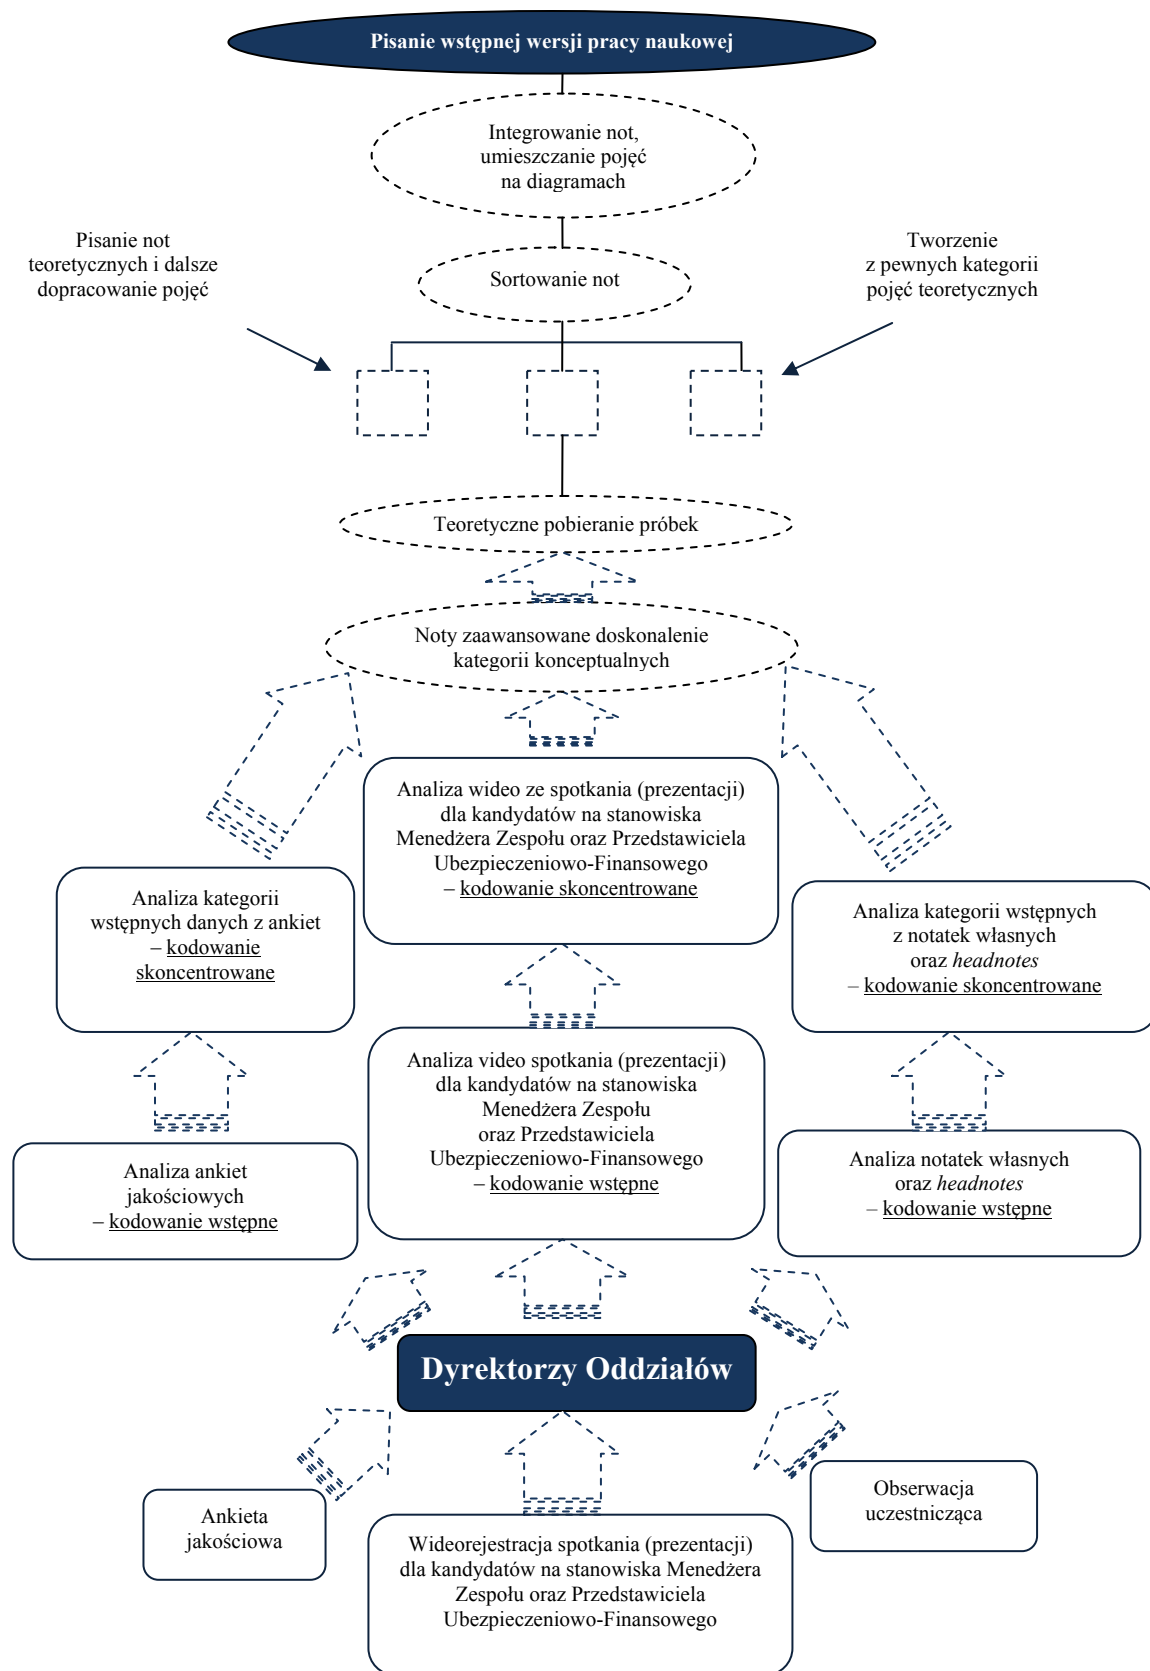 Pisanie wstępnej wersji pracy naukowej
Integrowanie not,
umieszczanie pojęć
na diagramach
Pisanie not
teoretycznych i dalsze
dopracowanie pojęć
Sortowanie not
Tworzenie
z pewnych kategorii
pojęć teoretycznych
Teoretyczne pobieranie próbek
Noty zaawansowane doskonalenie
kategorii konceptualnych
Analiza kategorii
wstępnych danych z ankiet
– kodowanie
skoncentrowane
Analiza wideo ze spotkania (prezentacji)
dla kandydatów na stanowiska
Menedżera Zespołu oraz Przedstawiciela
Ubezpieczeniowo-Finansowego
– kodowanie skoncentrowane
Analiza kategorii wstępnych
z notatek własnych
oraz headnotes
– kodowanie skoncentrowane
Analiza ankiet
jakościowych
– kodowanie wstępne
Analiza video spotkania (prezentacji)
dla kandydatów na stanowiska
Menedżera Zespołu
oraz Przedstawiciela
Ubezpieczeniowo-Finansowego
– kodowanie wstępne
Analiza notatek własnych
oraz headnotes
– kodowanie wstępne
Dyrektorzy Oddziałów
Ankieta
jakościowa
Wideorejestracja spotkania (prezentacji)
dla kandydatów na stanowiska Menedżera
Zespołu oraz Przedstawiciela
Ubezpieczeniowo-Finansowego
Obserwacja
uczestnicząca